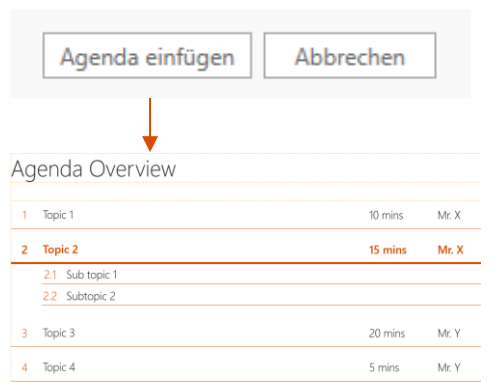 Agenda einfügen Abbrechen
Agenda Overview
1 Topic 1 10 mins Mr. X
2 Topic 2 15 mins Mr. X
2.1 Sub topic 1
2.2 Subtopic 2
3 Topic 3 20 mins Mr. Y
4 Topic 4 5 mins Mr. Y